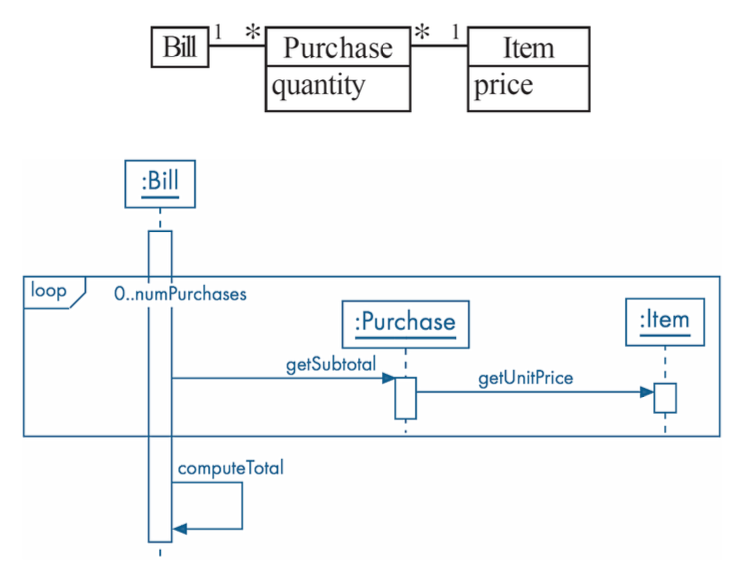 Bill 1 * Purchase * 1 Item
quantity price
:Bill
loop 0..numPurchases
:Purchase :Item
getSubtotal getUnitPrice
computeTotal